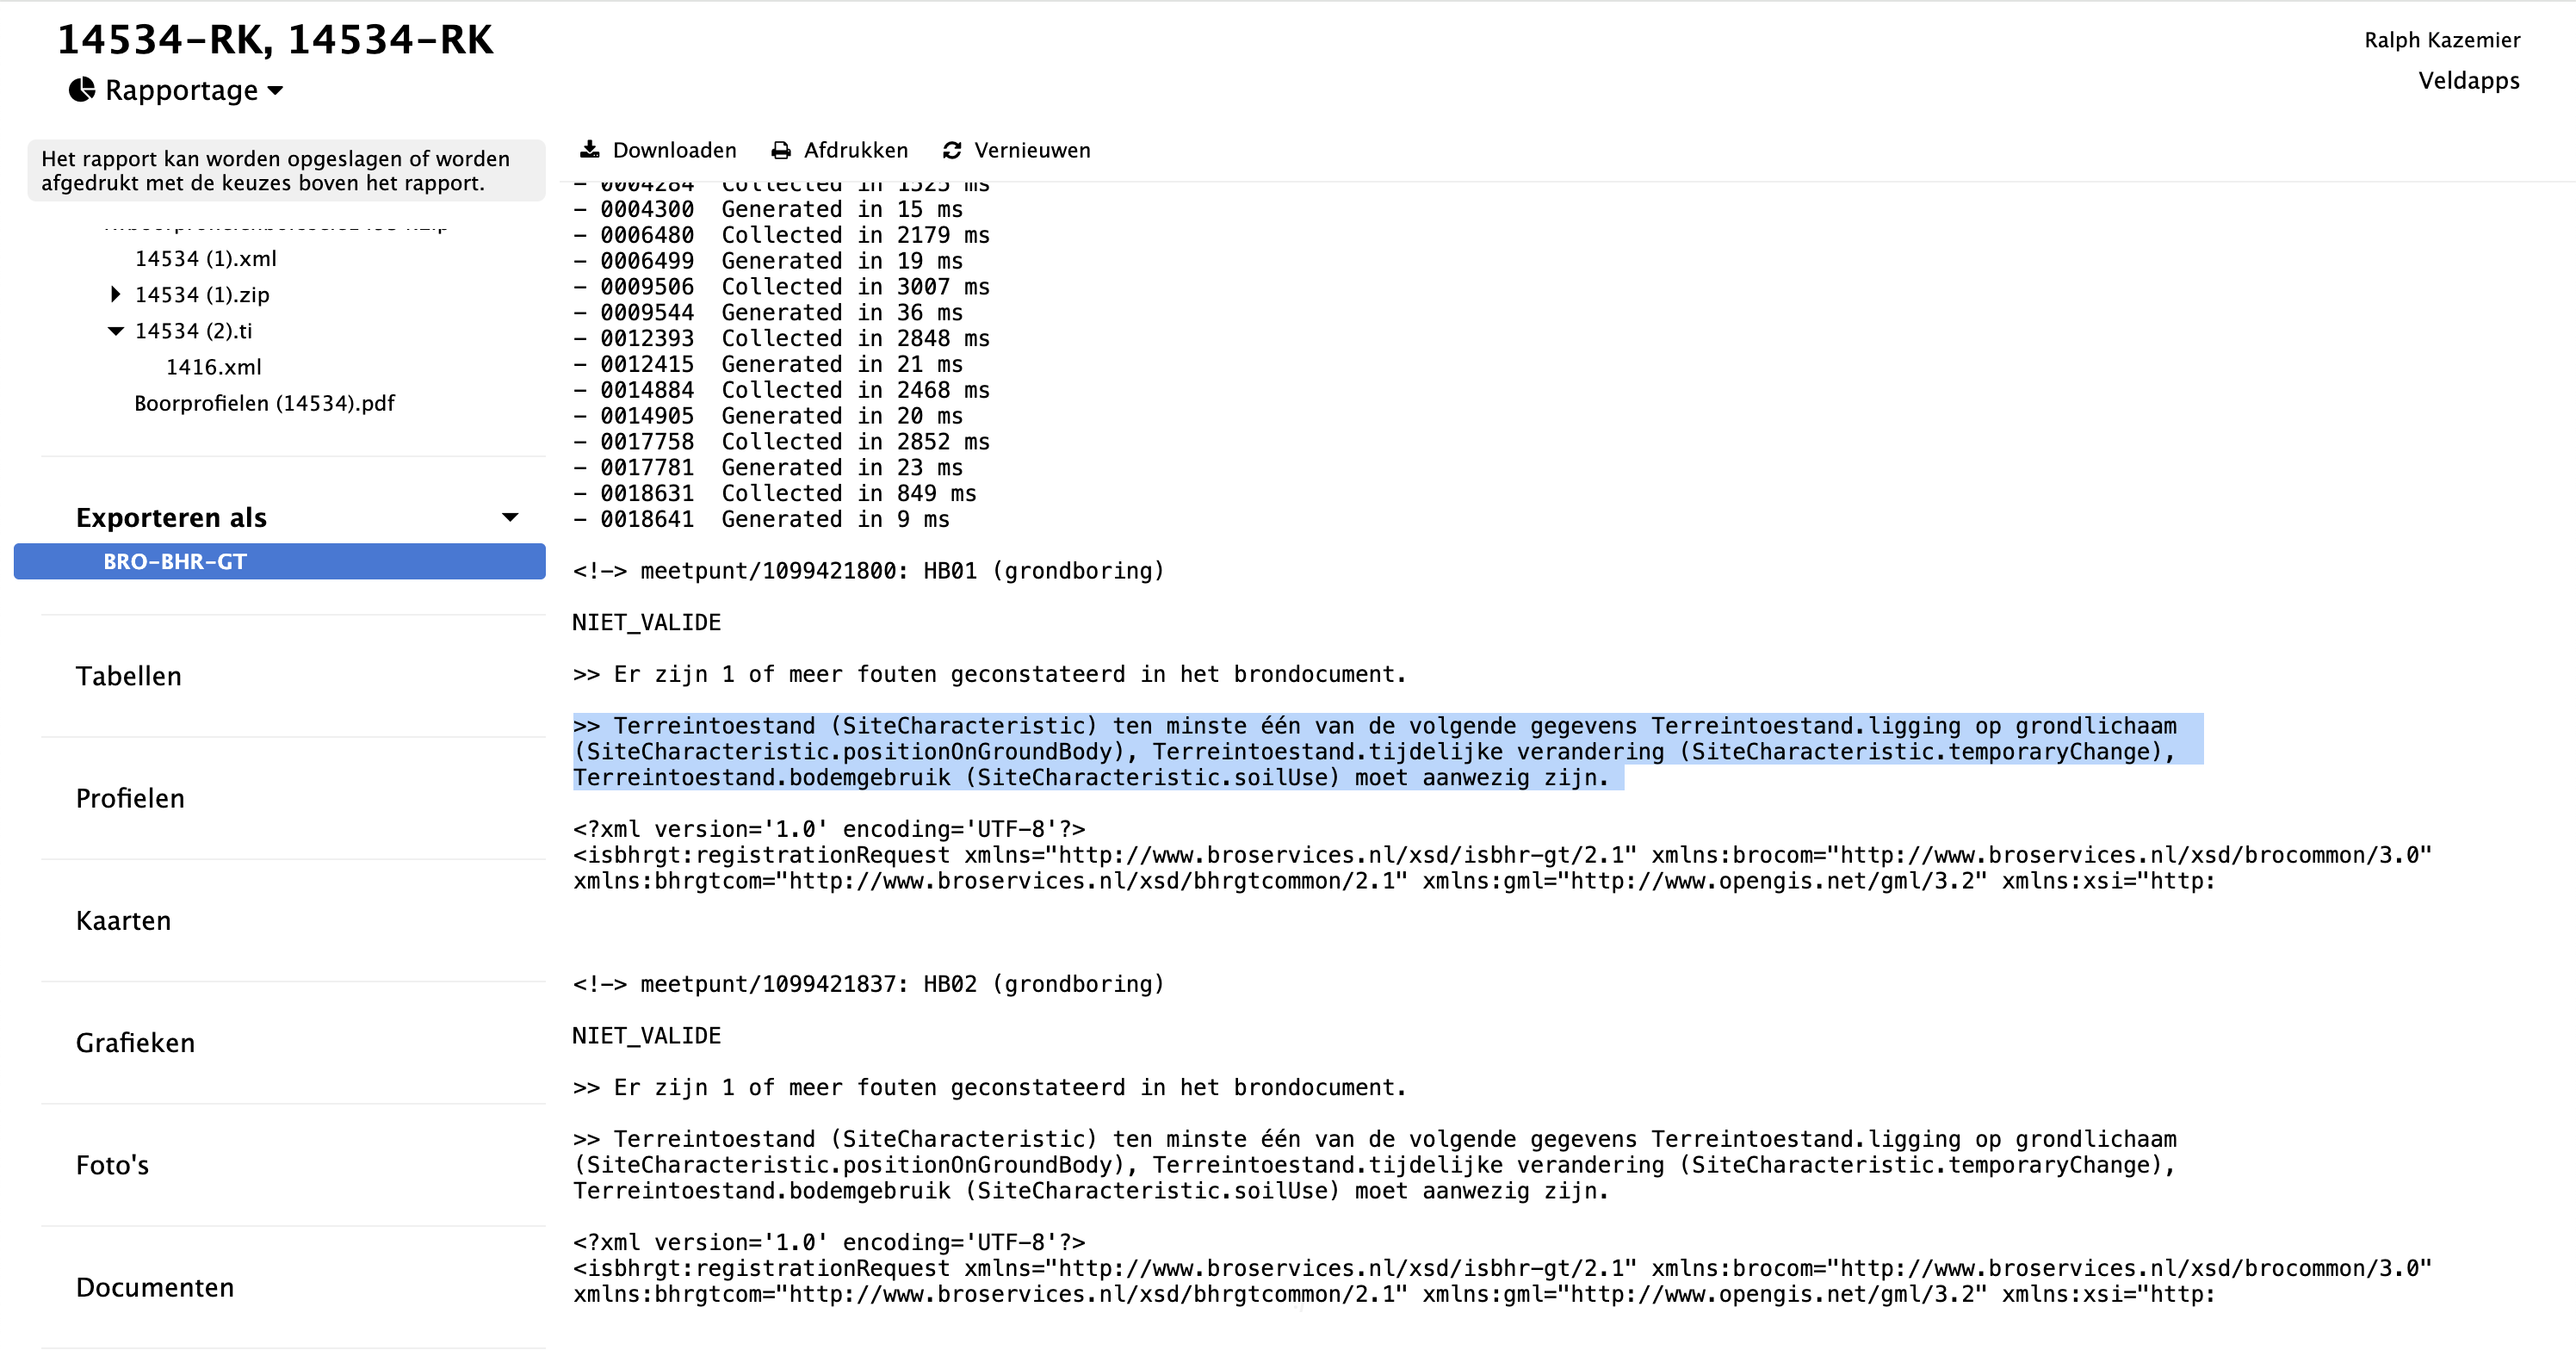 14534-RK, 14534-RK
Rapportage
Ralph Kazemier
Veldapps
Het rapport kan worden opgeslagen of worden
afgedrukt met de keuzes boven het rapport.
14534 (1).xml
14534 (1).zip
14534 (2).ti
1416.xml
Boorprofielen (14534).pdf
Exporteren als
BRO-BHR-GT
Tabellen
Profielen
Kaarten
Grafieken
Foto's
Documenten
Downloaden Afdrukken Vernieuwen
- 0004284 Collected in 1525 ms
- 0004300 Generated in 15 ms
- 0006480 Collected in 2179 ms
- 0006499 Generated in 19 ms
- 0009506 Collected in 3007 ms
- 0009544 Generated in 36 ms
- 0012393 Collected in 2848 ms
- 0012415 Generated in 21 ms
- 0014884 Collected in 2468 ms
- 0014905 Generated in 20 ms
- 0017758 Collected in 2852 ms
- 0017781 Generated in 23 ms
- 0018631 Collected in 849 ms
- 0018641 Generated in 9 ms
<!-> meetpunt/1099421800: HB01 (grondboring)
NIET_VALIDE
>> Er zijn 1 of meer fouten geconstateerd in het brondocument.
>> Terreintoestand (SiteCharacteristic) ten minste één van de volgende gegevens Terreintoestand.ligging op grondlichaam
(SiteCharacteristic.positionOnGroundBody), Terreintoestand.tijdelijke verandering (SiteCharacteristic.temporaryChange),
Terreintoestand.bodemgebruik (SiteCharacteristic.soilUse) moet aanwezig zijn.
<?xml version='1.0' encoding='UTF-8'?>
<isbhrgt:registrationRequest xmlns="http://www.broservices.nl/xsd/isbhr-gt/2.1" xmlns:brocom="http://www.broservices.nl/xsd/brocommon/3.0"
xmlns:bhrgtcom="http://www.broservices.nl/xsd/bhrgtcommon/2.1" xmlns:gml="http://www.opengis.net/gml/3.2" xmlns:xsi="http:
<!-> meetpunt/1099421837: HB02 (grondboring)
NIET_VALIDE
>> Er zijn 1 of meer fouten geconstateerd in het brondocument.
>> Terreintoestand (SiteCharacteristic) ten minste één van de volgende gegevens Terreintoestand.ligging op grondlichaam
(SiteCharacteristic.positionOnGroundBody), Terreintoestand.tijdelijke verandering (SiteCharacteristic.temporaryChange),
Terreintoestand.bodemgebruik (SiteCharacteristic.soilUse) moet aanwezig zijn.
<?xml version='1.0' encoding='UTF-8'?>
<isbhrgt:registrationRequest xmlns="http://www.broservices.nl/xsd/isbhr-gt/2.1" xmlns:brocom="http://www.broservices.nl/xsd/brocommon/3.0"
xmlns:bhrgtcom="http://www.broservices.nl/xsd/bhrgtcommon/2.1" xmlns:gml="http://www.opengis.net/gml/3.2" xmlns:xsi="http: